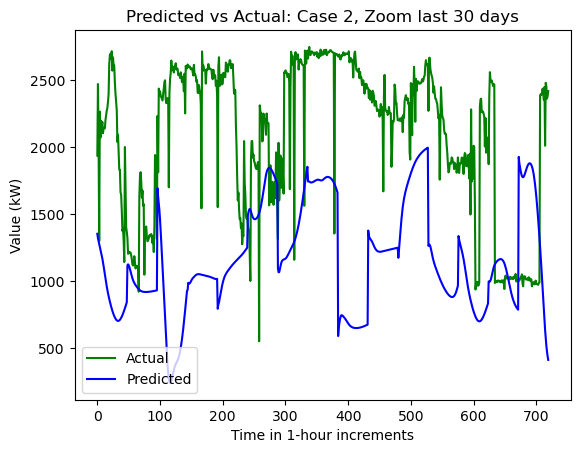 Predicted vs Actual: Case 2, Zoom last 30 days
Value (kW)
2500
2000
1500
1000
500
Actual
Predicted
0 100 200 300 400 500 600 700
Time in 1-hour increments